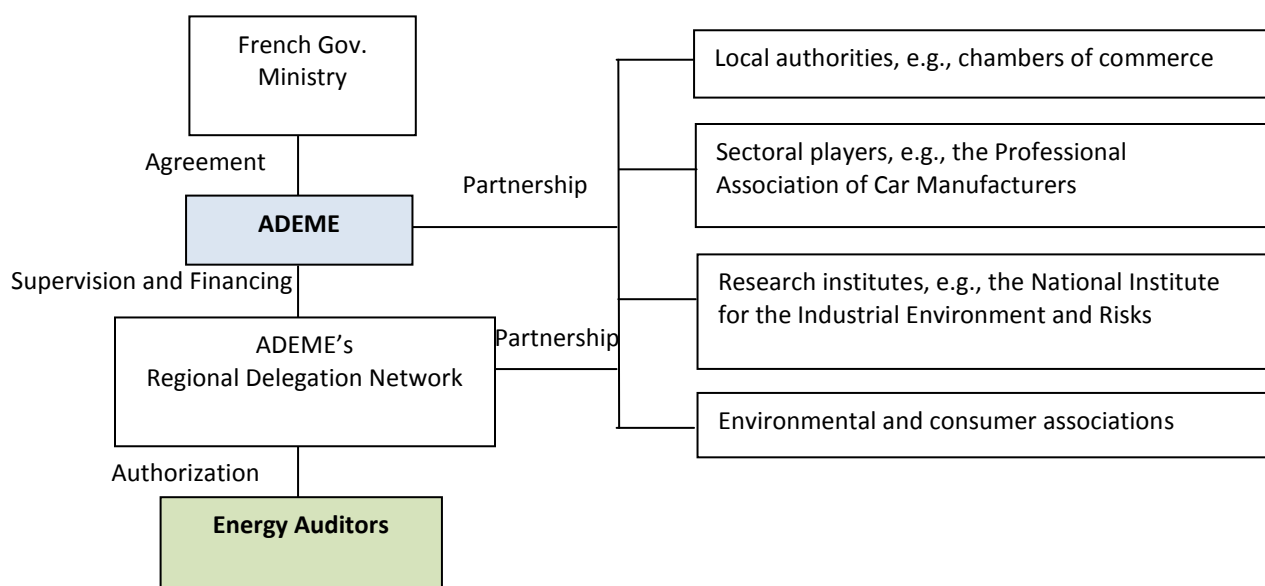 French Gov.
Ministry
Agreement
ADEME
Supervision and Financing
ADEME’s
Regional Delegation Network
Authorization
Energy Auditors
Partnership
Partnership
Local authorities, e.g., chambers of commerce
Sectoral players, e.g., the Professional
Association of Car Manufacturers
Research institutes, e.g., the National Institute
for the Industrial Environment and Risks
Environmental and consumer associations